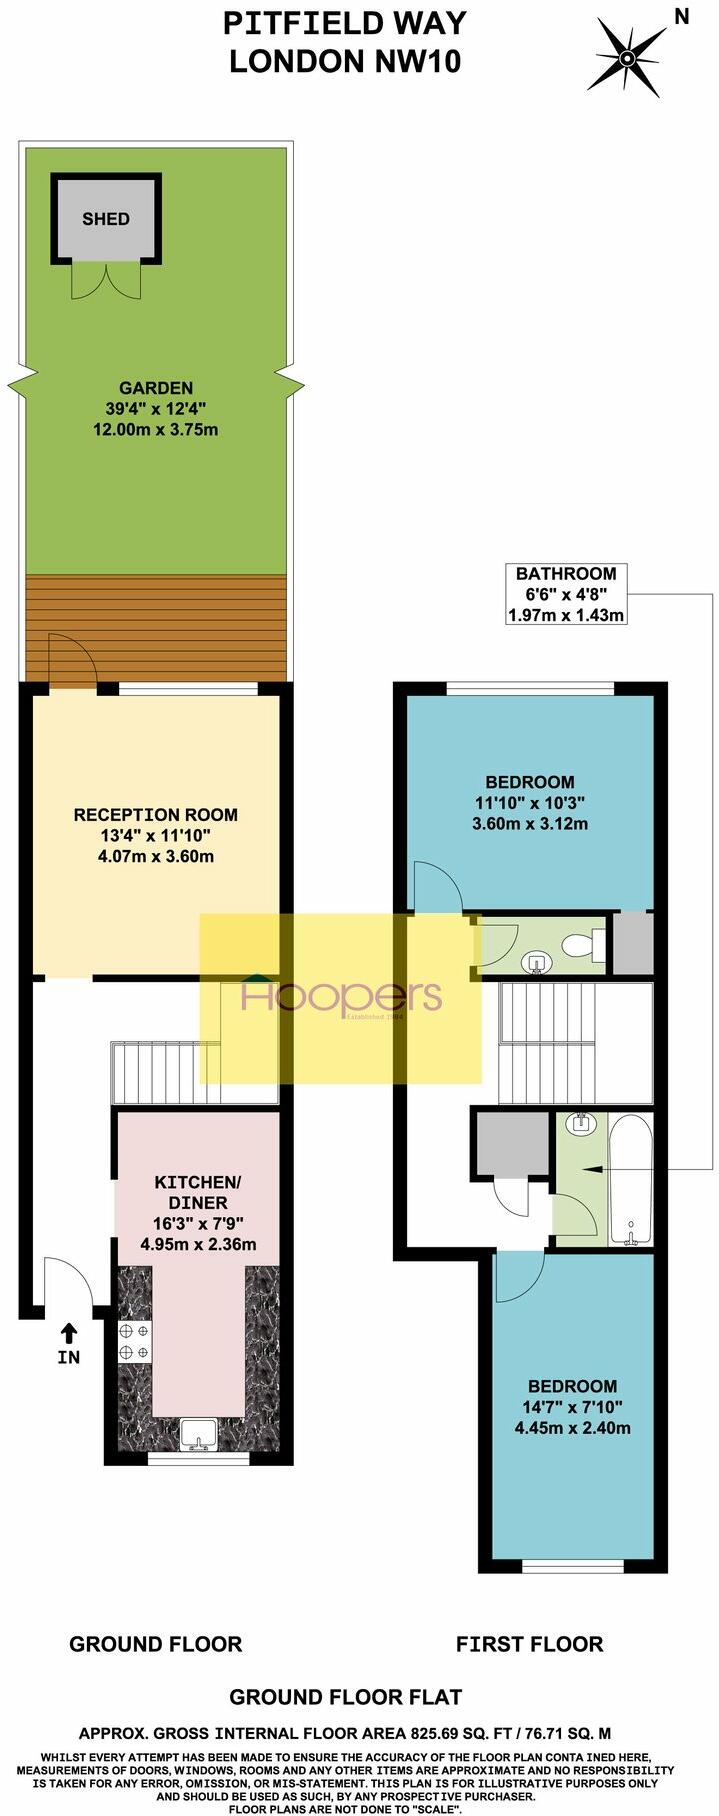 PITFIELD WAY
LONDON NW10
N
SHED
GARDEN
39'4" x 12'4"
12.00m x 3.75m
BATHROOM
6'6" x 4'8"
1.97m x 1.43m
RECEPTION ROOM
13'4" x 11'10"
4.07m x 3.60m
BEDROOM
11'10" x 10'3"
3.60m x 3.12m
Hoopers
Established 1984
KITCHEN/
DINER
16'3" x 7'9"
4.95m x 2.36m
IN
BEDROOM
14'7" x 7'10"
4.45m x 2.40m
GROUND FLOOR
FIRST FLOOR
GROUND FLOOR FLAT
APPROX. GROSS INTERNAL FLOOR AREA 825.69 SQ. FT / 76.71 SQ. M
WHILST EVERY ATTEMPT HAS BEEN MADE TO ENSURE THE ACCURACY OF THE FLOOR PLAN CONTA INED HERE,
MEASUREMENTS OF DOORS, WINDOWS, ROOMS AND ANY OTHER ITEMS ARE APPROXIMATE AND NO RESPONSIBILITY
IS TAKEN FOR ANY ERROR, OMISSION, OR MIS-STATEMENT. THIS PLAN IS FOR ILLUSTRATIVE PURPOSES ONLY
AND SHOULD BE USED AS SUCH, BY ANY PROSPECT IVE PURCHASER.
FLOOR PLANS ARE NOT DONE TO "SCALE".